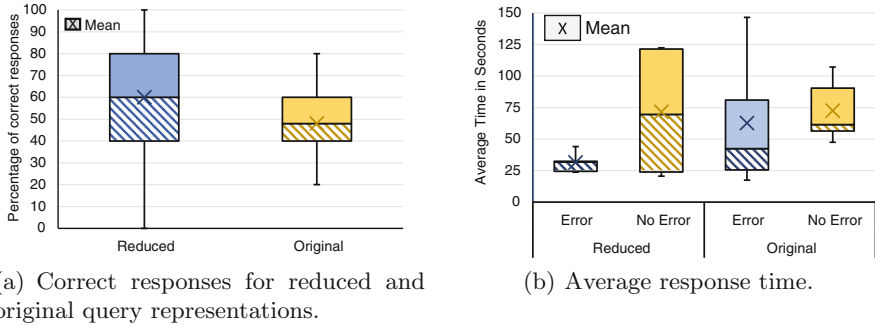 Percentage of correct responses
100
90
80
70
60
50
40
30
20
10
0
Mean
Reduced
Original
(a) Correct responses for reduced and
original query representations.
Average Time in Seconds
150
125
100
75
50
25
0
X Mean
Error
No Error
Error
No Error
Reduced
Original
(b) Average response time.